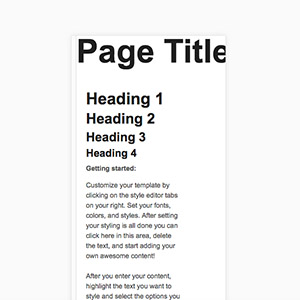 Page Title
Heading 1
Heading 2
Heading 3
Heading 4
Getting started:
Customize your template by
clicking on the style editor tabs
on your right. Set your fonts,
colors, and styles. After setting
your styling is all done you can
click here in this area, delete
the text, and start adding your
own awesome content!
After you enter your content,
highlight the text you want to
style and select the options you